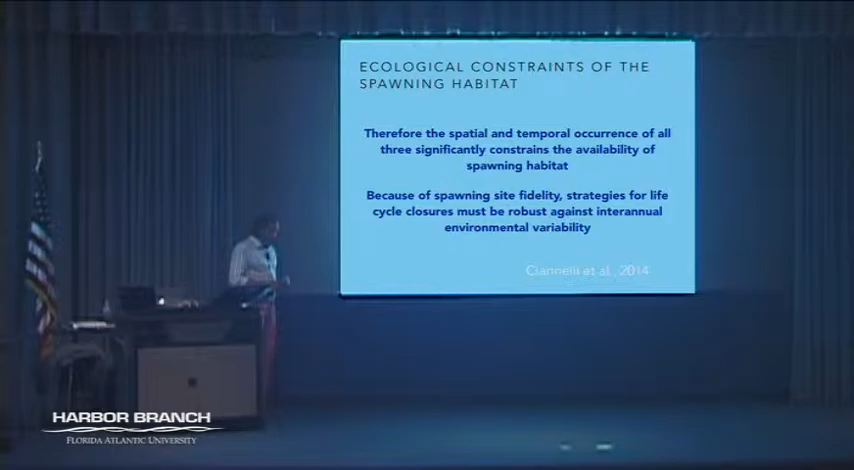 ECOLOGICAL CONSTRAINTS OF THE
SPAWNING HABITAT
Therefore the spatial and temporal occurrence of all
three significantly constrains the availability of
spawning habitat
Because of spawning site fidelity, strategies for life
cycle closures must be robust against interannual
environmental variability
Ciannelli et al., 2014
HARBOR BRANCH
FLORIDA ATLANTIC UNIVERSITY